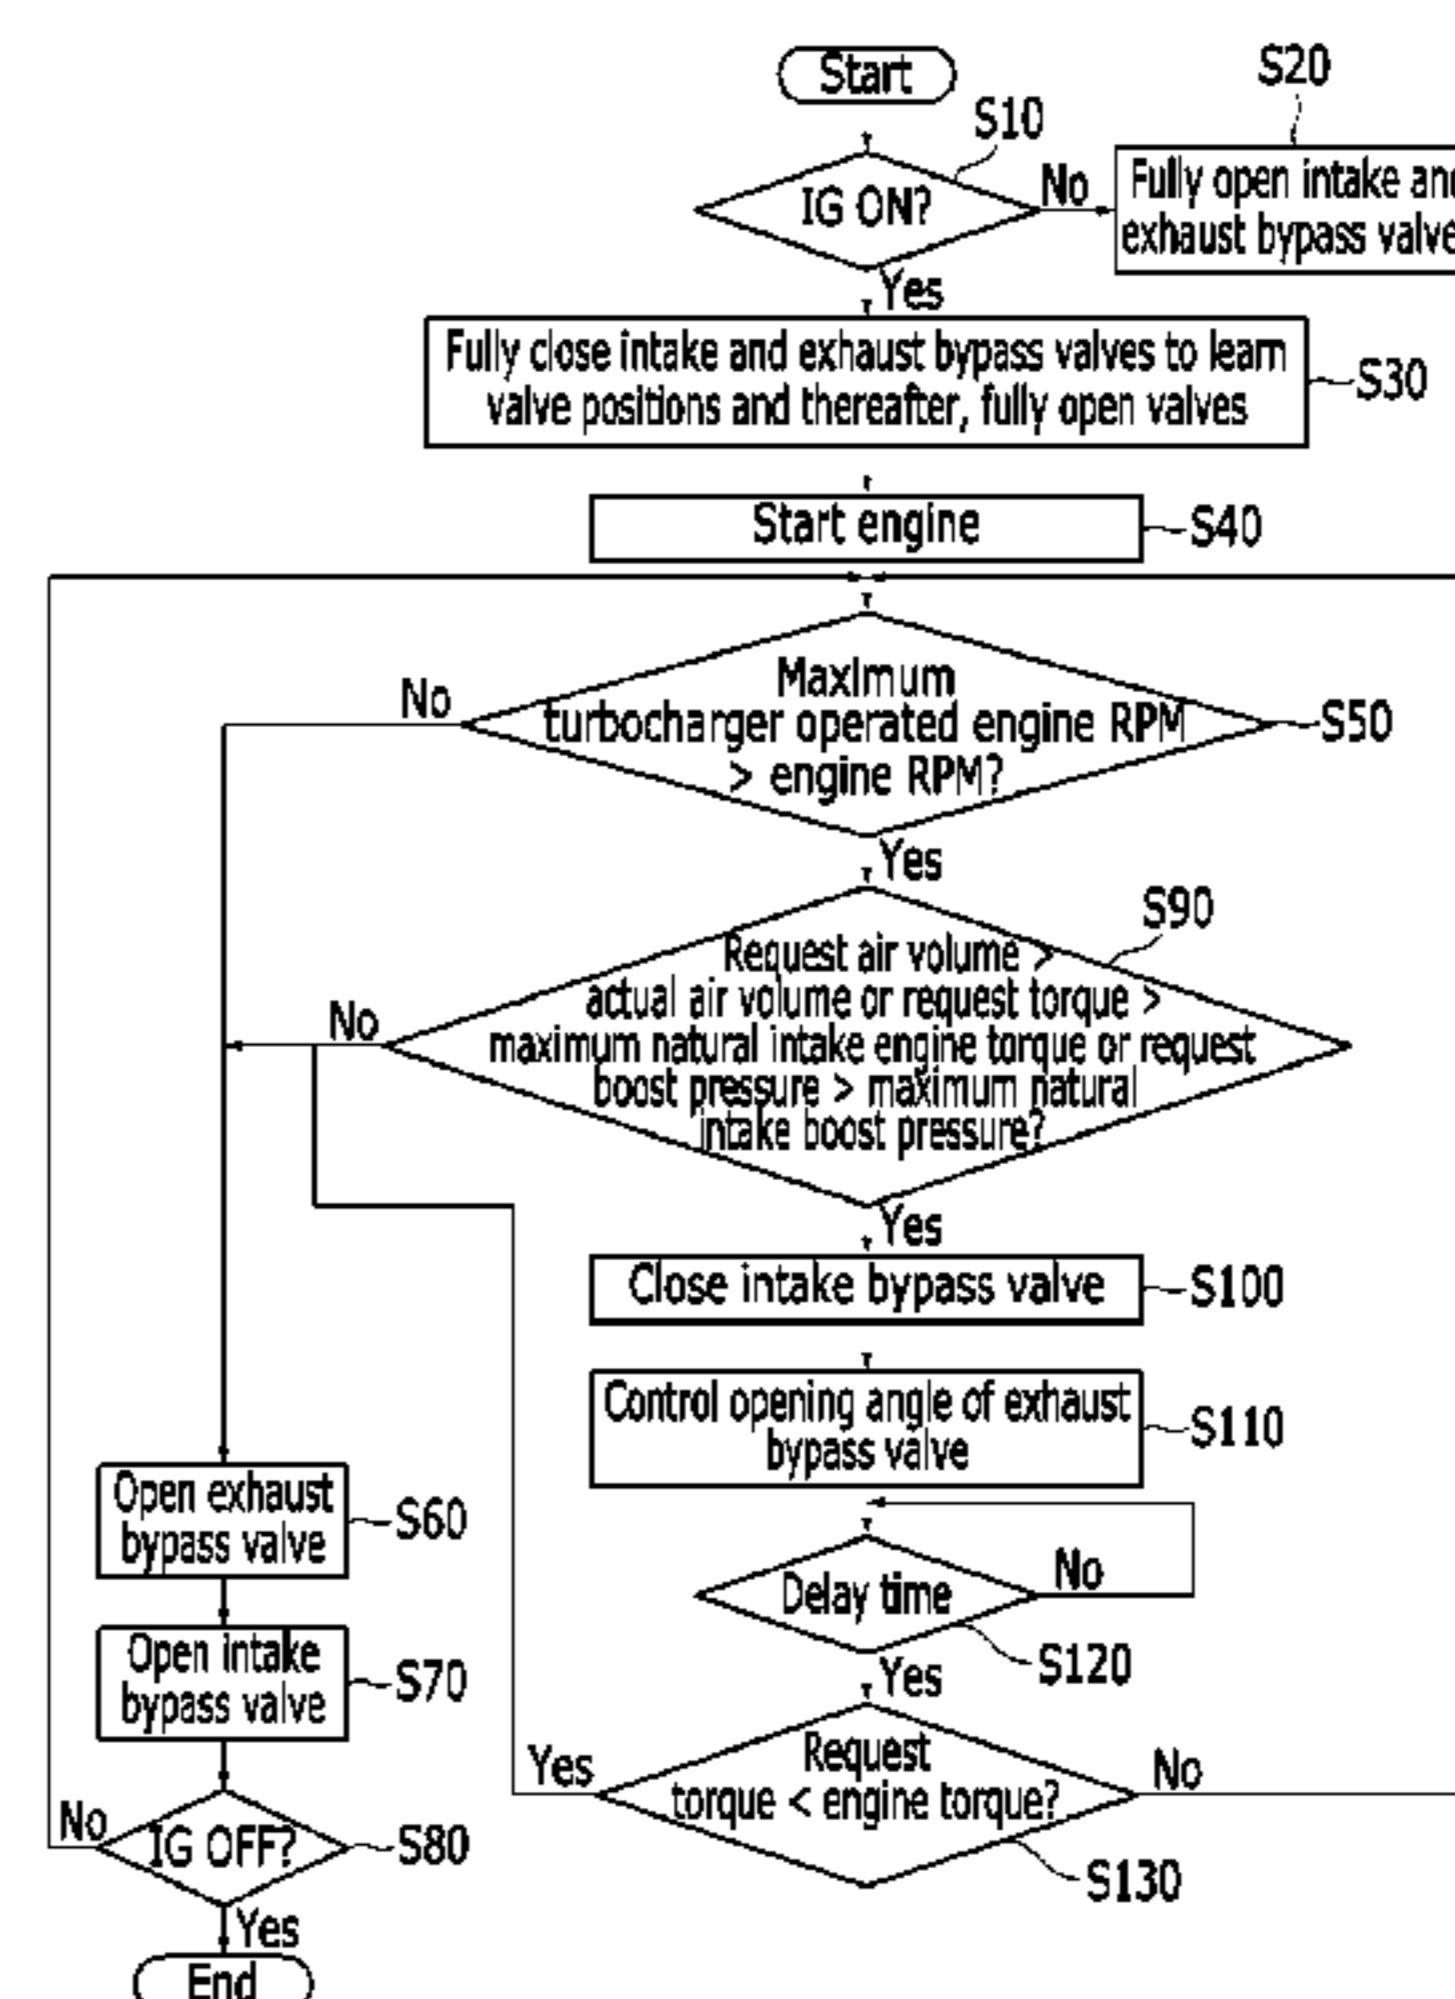 Start
S10
S20
IG ON?
No
Fully open intake and
exhaust bypass valve
Yes
Fully close intake and exhaust bypass valves to learn
valve positions and thereafter, fully open valves
S30
Start engine
S40
Maximum
turbocharger operated engine RPM
> engine RPM?
No
S50
Yes
S90
Request air volume >
actual air volume or request torque >
maximum natural intake engine torque or request
boost pressure > maximum natural
intake boost pressure?
No
Yes
Close intake bypass valve
S100
Control opening angle of exhaust
bypass valve
S110
Open exhaust
bypass valve
S60
Delay time
No
S120
Yes
Open intake
bypass valve
S70
Request
torque < engine torque?
Yes
No
S130
IG OFF?
No
S80
Yes
End